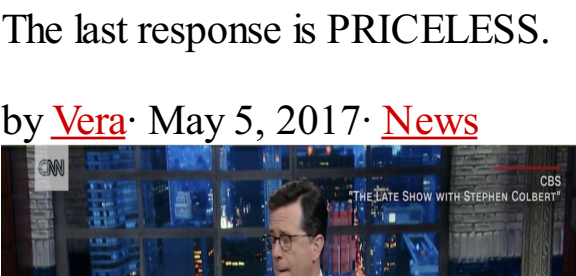 The last response is PRICELESS.
by Vera· May 5, 2017· News
CNN
CBS
"THE LATE SHOW WITH STEPHEN COLBERT"